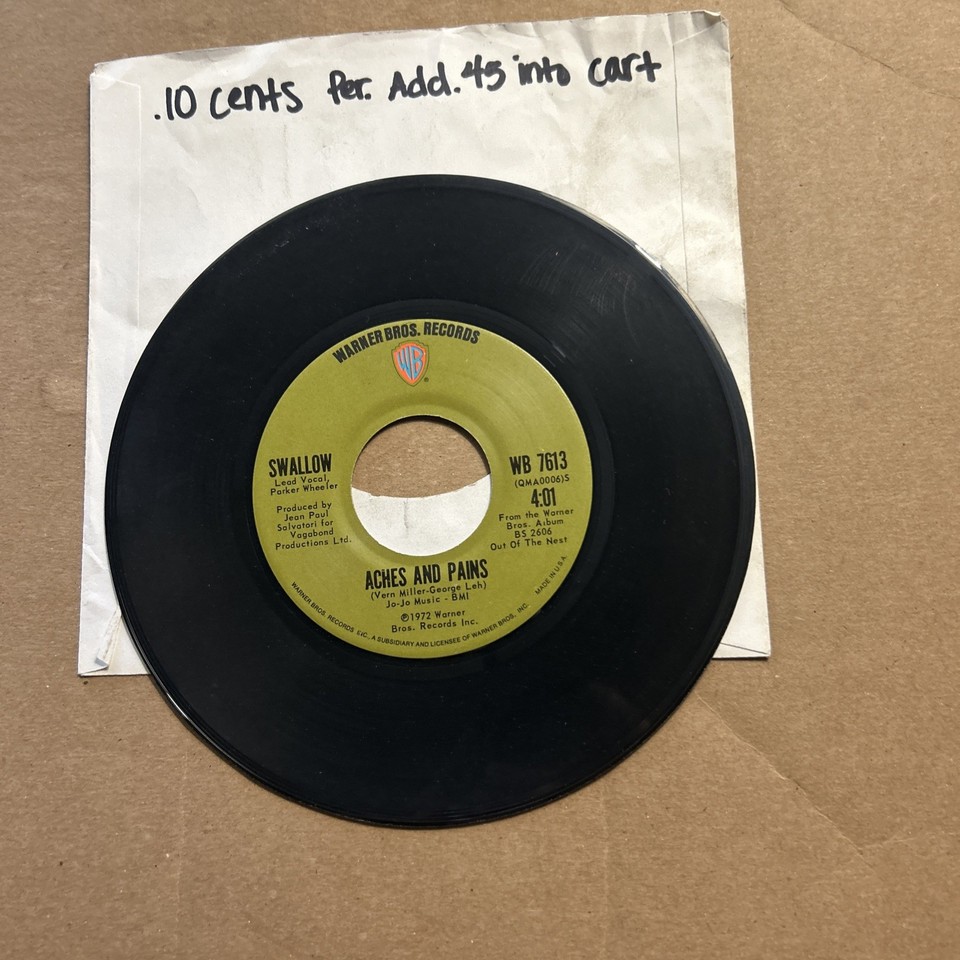 .10 cents Per. Add. 45 into cart
WARNER BROS. RECORDS
WB
®
SWALLOW
Lead Vocal,
Parker Wheeler
Produced by
Jean Paul
Salvatori for
Vagabond
Productions Ltd.
WB 7613
(QMA0006)S
4:01
From the Warner
Bros. Album
BS 2606
Out Of The Nest
ACHES AND PAINS
(Vern Miller-George Leh)
Jo-Jo Music - BMI
℗1972 Warner
Bros. Records Inc.
WARNER BROS. RECORDS INC., A SUBSIDIARY AND LICENSEE OF WARNER BROS., INC. MADE IN U.S.A.